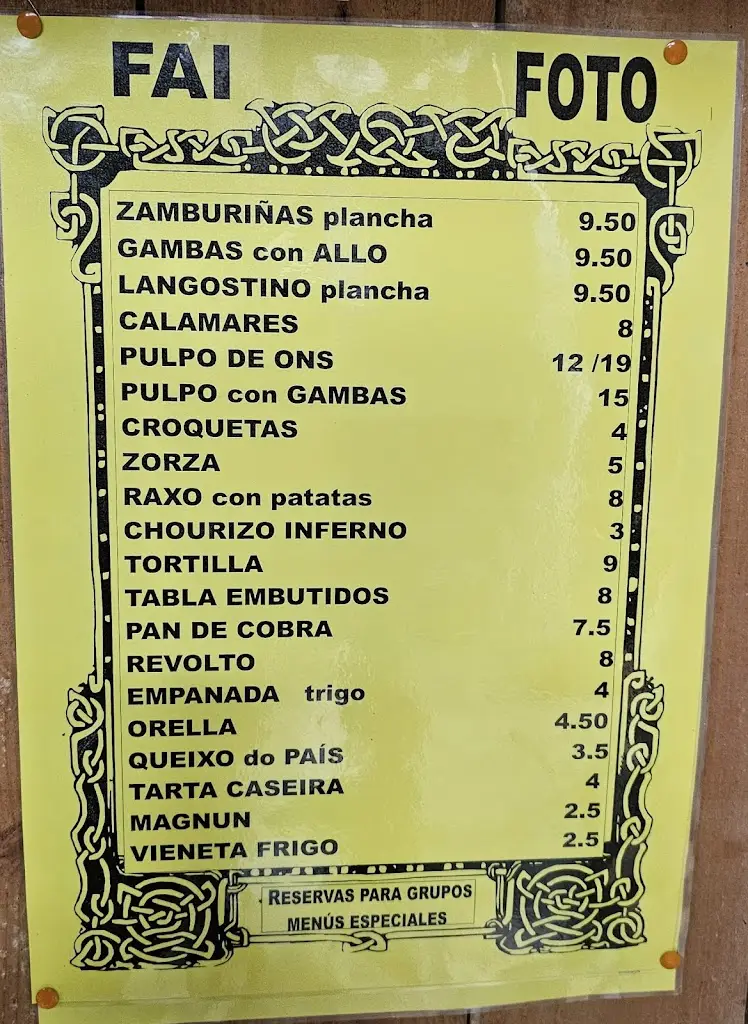 FAI FOTO
ZAMBURIÑAS plancha 9.50
GAMBAS con ALLO 9.50
LANGOSTINO plancha 9.50
CALAMARES 8
PULPO DE ONS 12 /19
PULPO con GAMBAS 15
CROQUETAS 4
ZORZA 5
RAXO con patatas 8
CHOURIZO INFERNO 3
TORTILLA 9
TABLA EMBUTIDOS 8
PAN DE COBRA 7.5
REVOLTO 8
EMPANADA trigo 4
ORELLA 4.50
QUEIXO do PAÍS 3.5
TARTA CASEIRA 4
MAGNUN 2.5
VIENETA FRIGO 2.5
RESERVAS PARA GRUPOS
MENÚS ESPECIALES